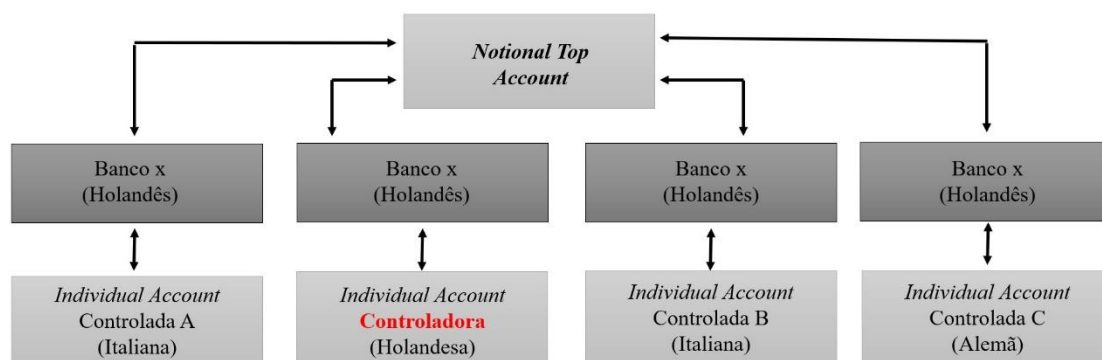 Notional Top
Account
Banco x
(Holandês)
Banco x
(Holandês)
Banco x
(Holandês)
Banco x
(Holandês)
Individual Account
Controlada A
(Italiana)
Individual Account
Controladora
(Holandesa)
Individual Account
Controlada B
(Italiana)
Individual Account
Controlada C
(Alemã)